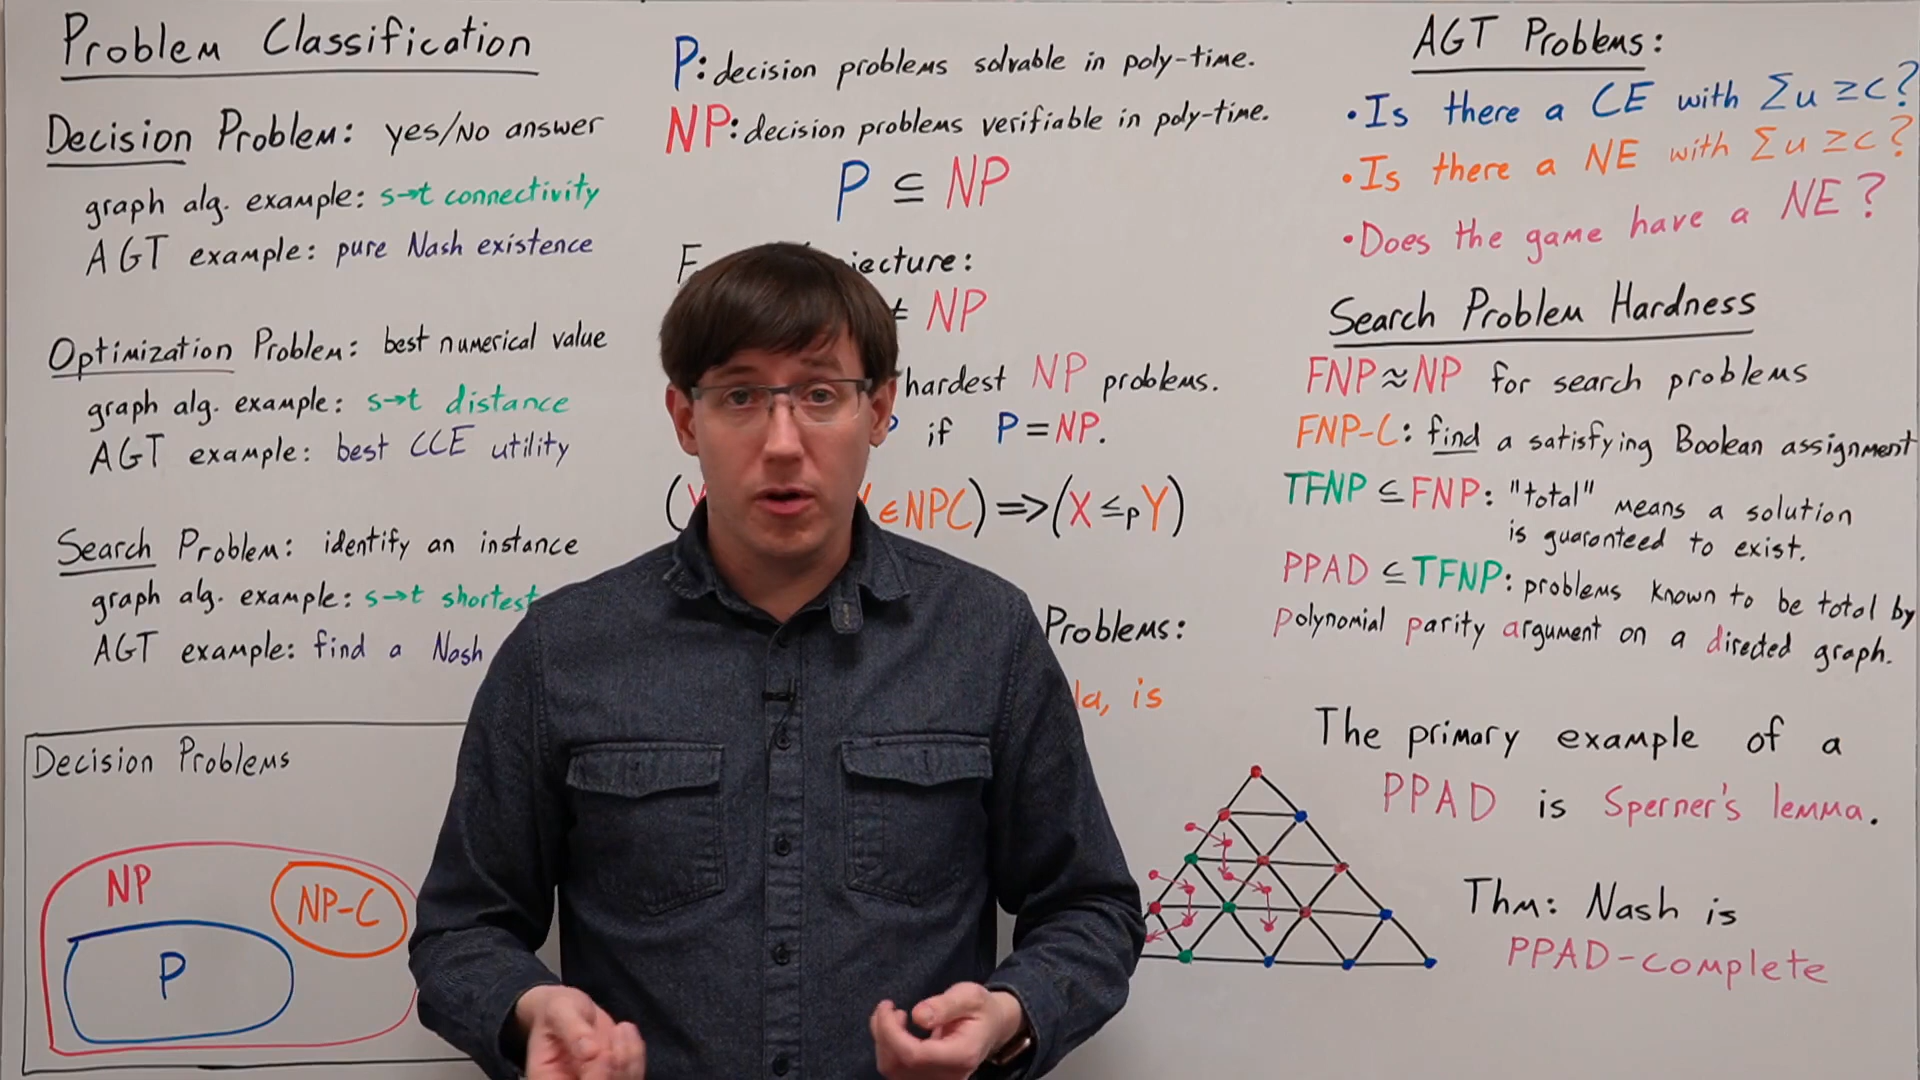 Problem Classification
Decision Problem: yes/no answer
graph alg. example: s→t connectivity
AGT example: pure Nash existence
Optimization Problem: best numerical value
graph alg. example: s→t distance
AGT example: best CCE utility
Search Problem: identify an instance
graph alg. example: s→t shortest
AGT example: find a Nash
Decision Problems
NP
NP-C
P
P: decision problems solvable in poly-time.
NP: decision problems verifiable in poly-time.
P ⊆ NP
≠ NP
hardest NP problems.
if P=NP.
∈NPC) => (X ≤p Y)
Problems:
is
AGT Problems:
•Is there a CE with Σu ≥c?
•Is there a NE with Σu ≥c?
•Does the game have a NE?
Search Problem Hardness
FNP≈NP for search problems
FNP-C: find a satisfying Boolean assignment
TFNP ⊆ FNP: "total" means a solution
is guaranteed to exist.
PPAD ⊆ TFNP: problems known to be total by
polynomial parity argument on a directed graph.
The primary example of a
PPAD is Sperner's lemma.
Thm: Nash is
PPAD-complete